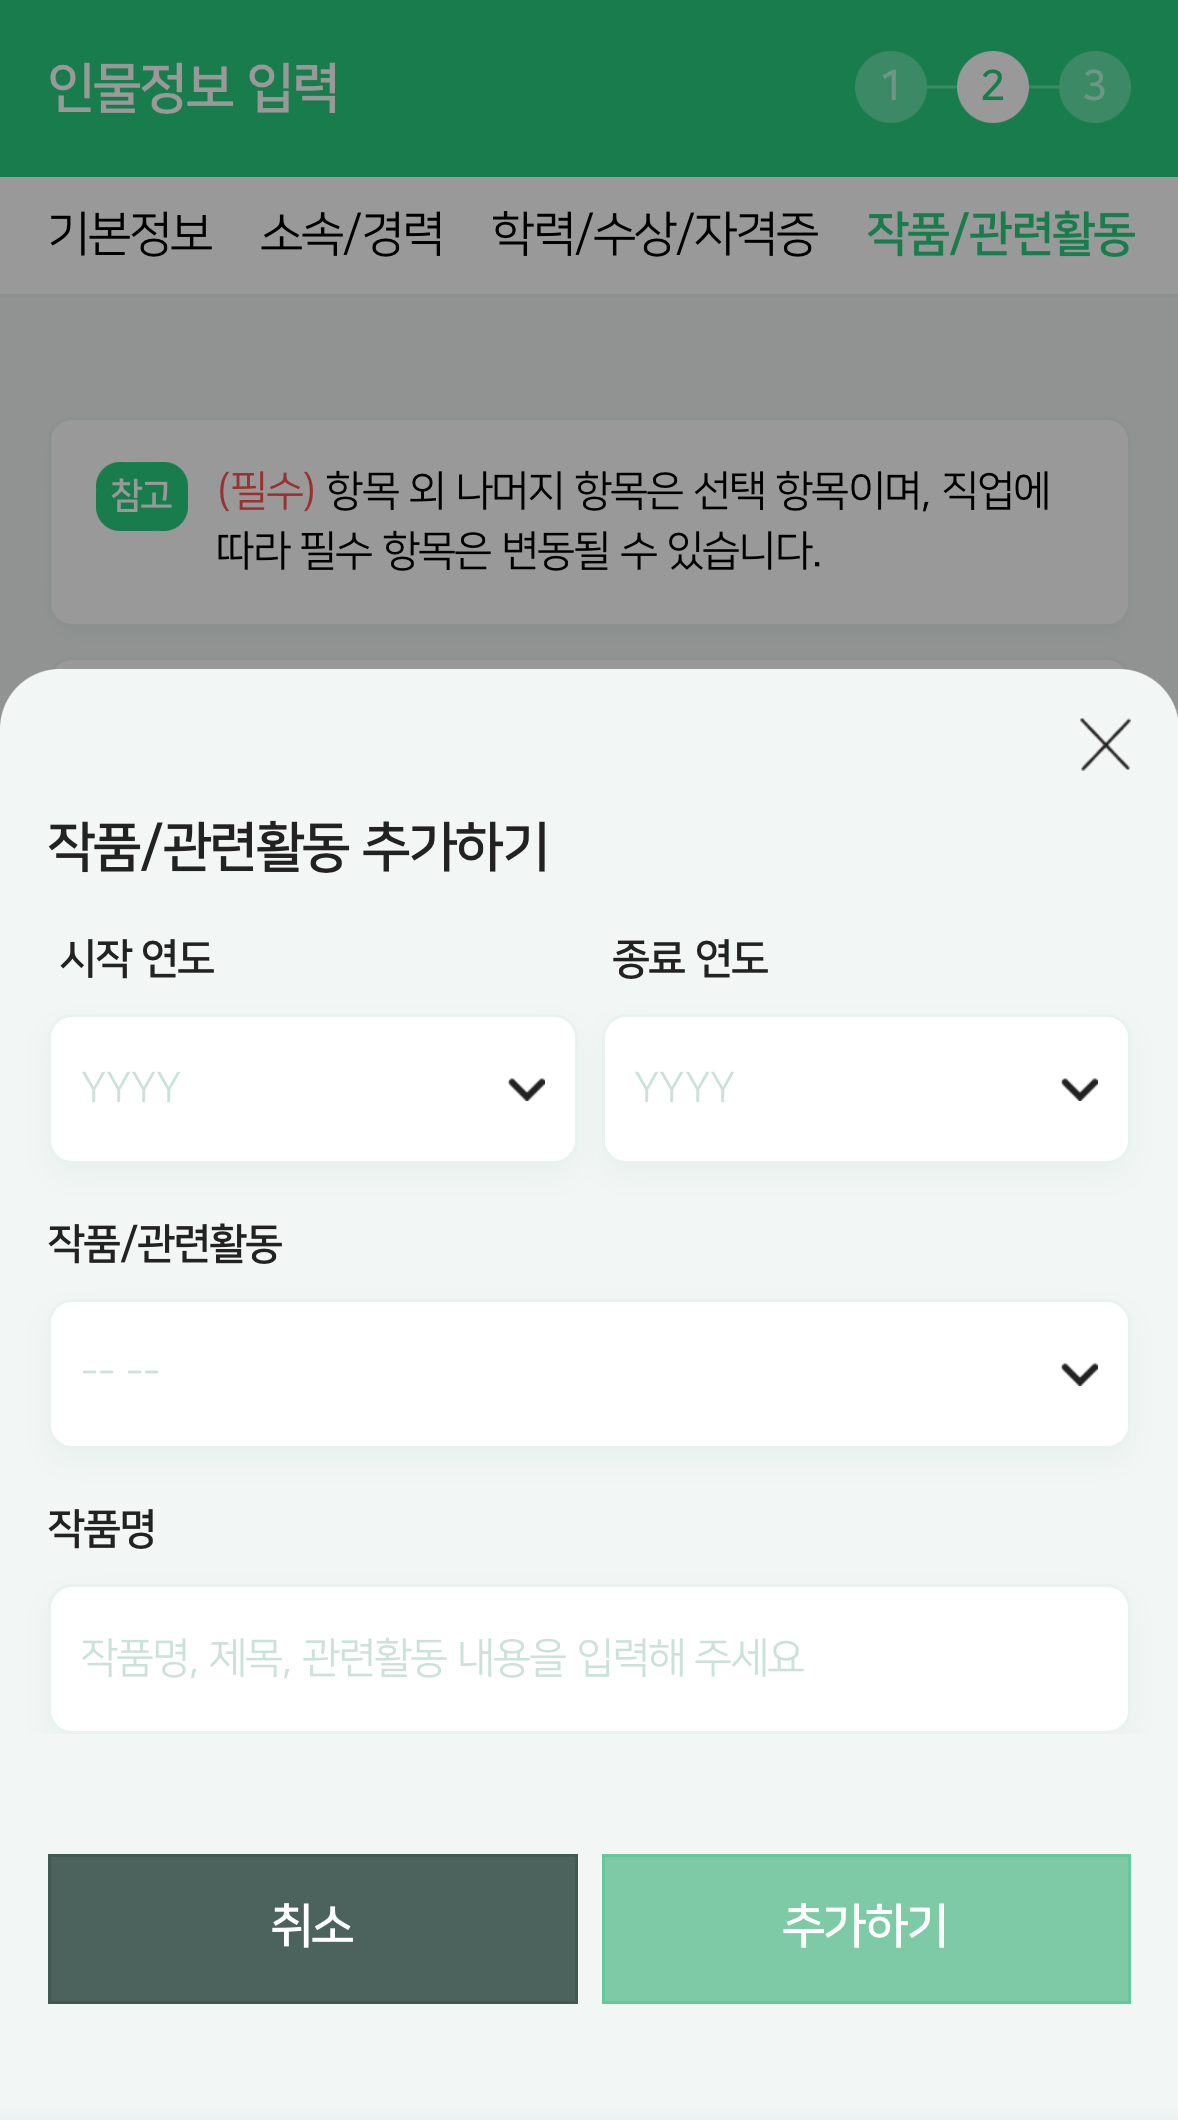 인물정보 입력
1 2 3
기본정보 소속/경력 학력/수상/자격증 작품/관련활동
참고 (필수) 항목 외 나머지 항목은 선택 항목이며, 직업에
따라 필수 항목은 변동될 수 있습니다.
작품/관련활동 추가하기
시작 연도 종료 연도
YYYY YYYY
작품/관련활동
-- --
작품명
작품명, 제목, 관련활동 내용을 입력해 주세요
취소 추가하기